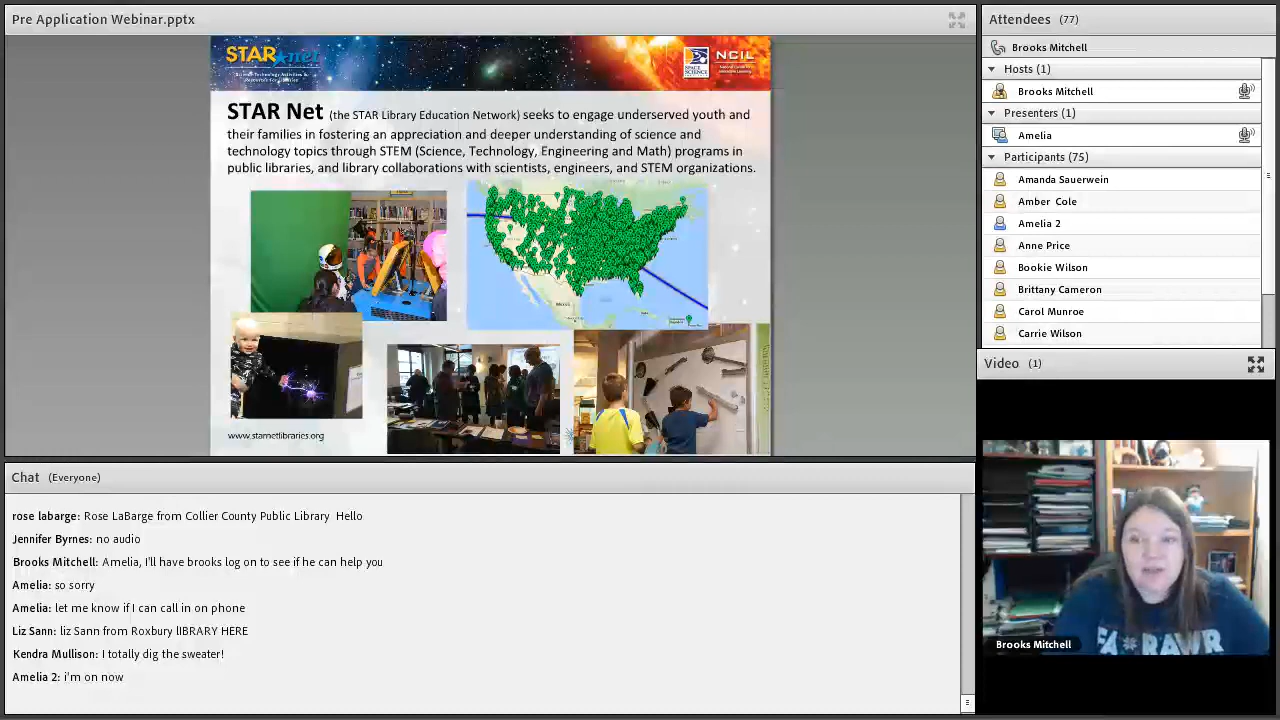 Pre Application Webinar.pptx
STAR net
SPACE SCIENCE
NCIL
STAR Net (the STAR Library Education Network) seeks to engage underserved youth and
their families in fostering an appreciation and deeper understanding of science and
technology topics through STEM (Science, Technology, Engineering and Math) programs in
public libraries, and library collaborations with scientists, engineers, and STEM organizations.
Mexico
www.starnetlibraries.org
Chat (Everyone)
rose labarge: Rose LaBarge from Collier County Public Library Hello
Jennifer Byrnes: no audio
Brooks Mitchell: Amelia, I'll have brooks log on to see if he can help you
Amelia: so sorry
Amelia: let me know if I can call in on phone
Liz Sann: liz Sann from Roxbury lIBRARY HERE
Kendra Mullison: I totally dig the sweater!
Amelia 2: i'm on now
Attendees (77)
Brooks Mitchell
Hosts (1)
Brooks Mitchell
Presenters (1)
Amelia
Participants (75)
Amanda Sauerwein
Amber Cole
Amelia 2
Anne Price
Bookie Wilson
Brittany Cameron
Carol Munroe
Carrie Wilson
Video (1)
Brooks Mitchell